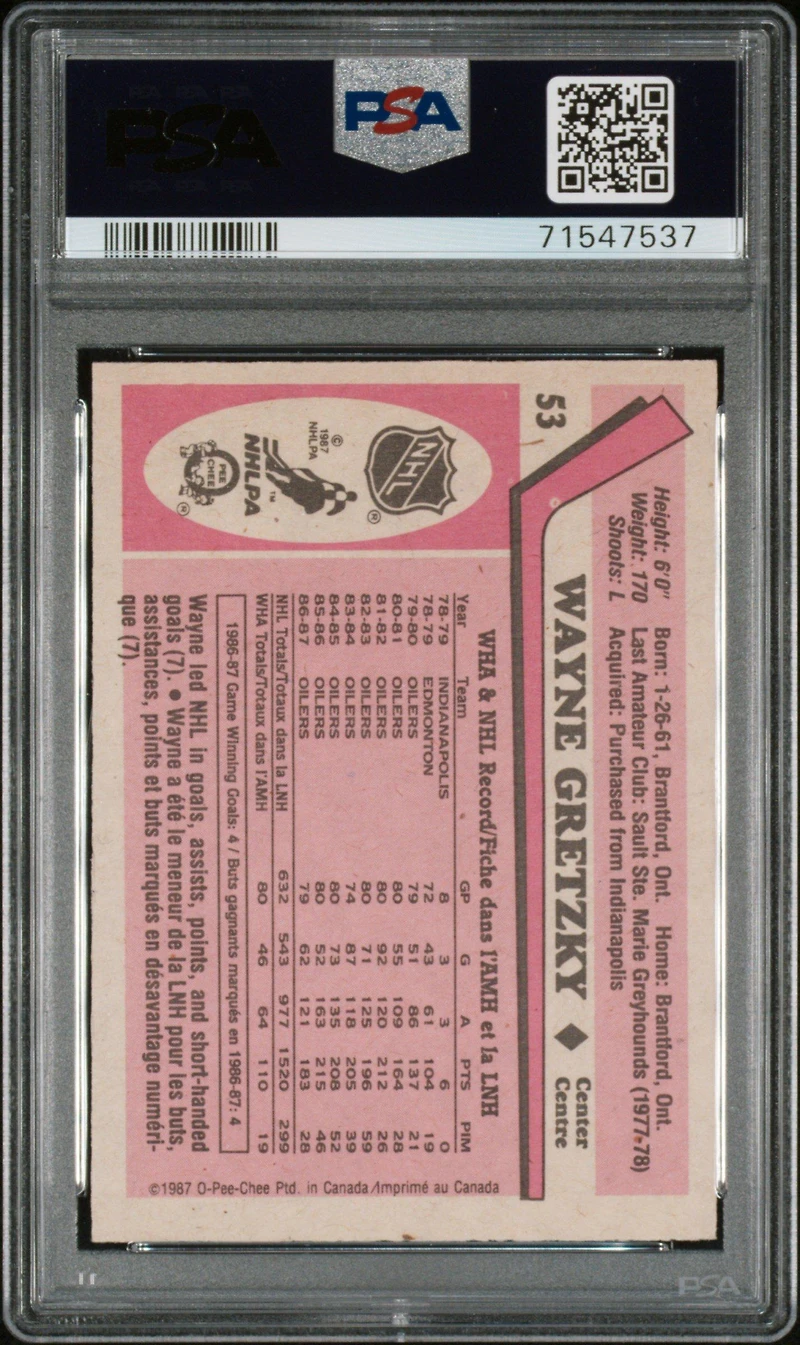 PSA
PSA
71547537
53
Height: 6'0" Born: 1-26-61, Brantford, Ont. Home: Brantford, Ont.
Weight: 170 Last Amateur Club: Sault Ste. Marie Greyhounds (1977-78)
Shoots: L Acquired: Purchased from Indianapolis
WAYNE GRETZKY ◆ Center
Centre
WHA & NHL Record/Fiche dans l'AMH et la LNH
Year Team GP G A PTS PIM
78-79 INDIANAPOLIS 8 3 3 6 0
78-79 EDMONTON 72 43 61 104 19
79-80 OILERS 79 51 86 137 21
80-81 OILERS 80 55 109 164 28
81-82 OILERS 80 92 120 212 26
82-83 OILERS 80 71 125 196 59
83-84 OILERS 74 87 118 205 39
84-85 OILERS 80 73 135 208 52
85-86 OILERS 80 52 163 215 46
86-87 OILERS 79 62 121 183 28
NHL Totals/Totaux dans la LNH 632 543 977 1520 299
WHA Totals/Totaux dans l'AMH 80 46 64 110 19
1986-87 Game Winning Goals: 4 / Buts gagnants marqués en 1986-87: 4
Wayne led NHL in goals, assists, points, and short-handed
goals (7). ● Wayne a été le meneur de la LNH pour les buts,
assistances, points et buts marqués en désavantage numéri-
que (7).
NHL ®
© 1987
NHLPA
NHLPA ™
O PEE CHEE ®
©1987 O-Pee-Chee Ptd. in Canada/Imprimé au Canada
PSA